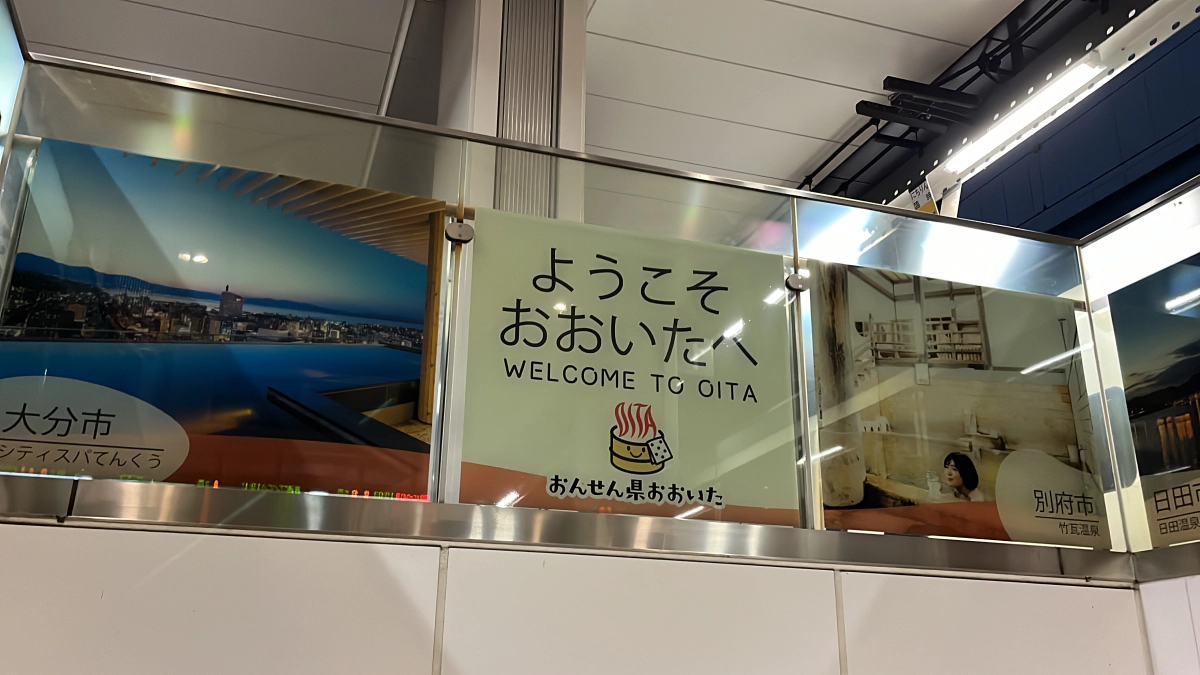 大分市
シティスパてんくう
ようこそ
おおいたへ
WELCOME TO OITA
OITA
おんせん県おおいた
別府市
竹瓦温泉
日田市
日田温泉